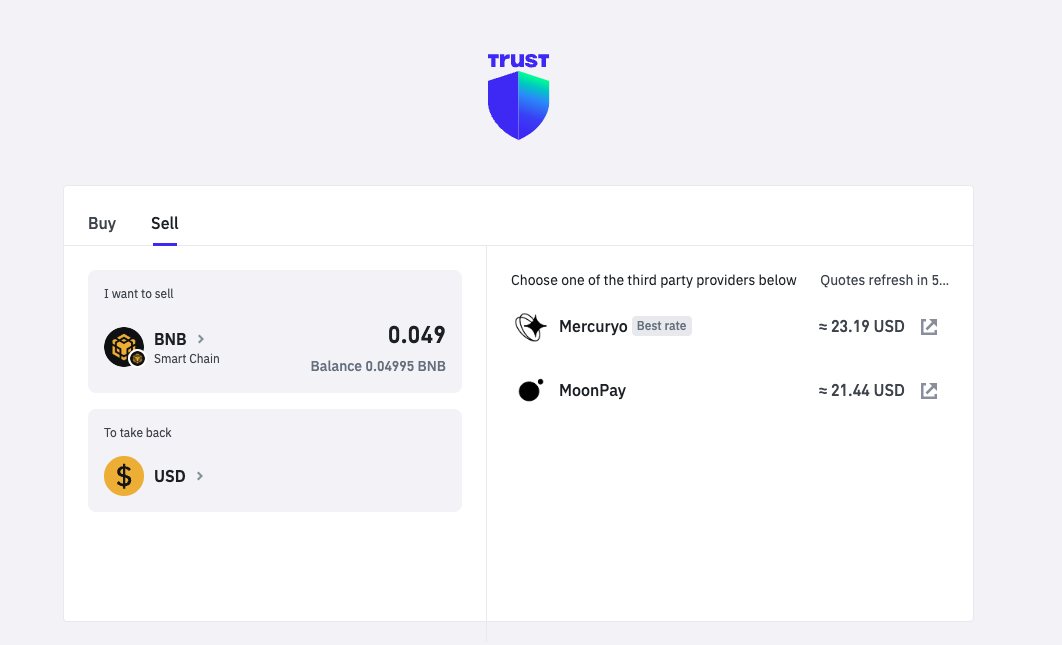 TRUST
Buy
Sell
I want to sell
BNB
Smart Chain
0.049
Balance 0.04995 BNB
To take back
$
USD
Choose one of the third party providers below
Quotes refresh in 5...
Mercuryo Best rate
≈ 23.19 USD
MoonPay
≈ 21.44 USD